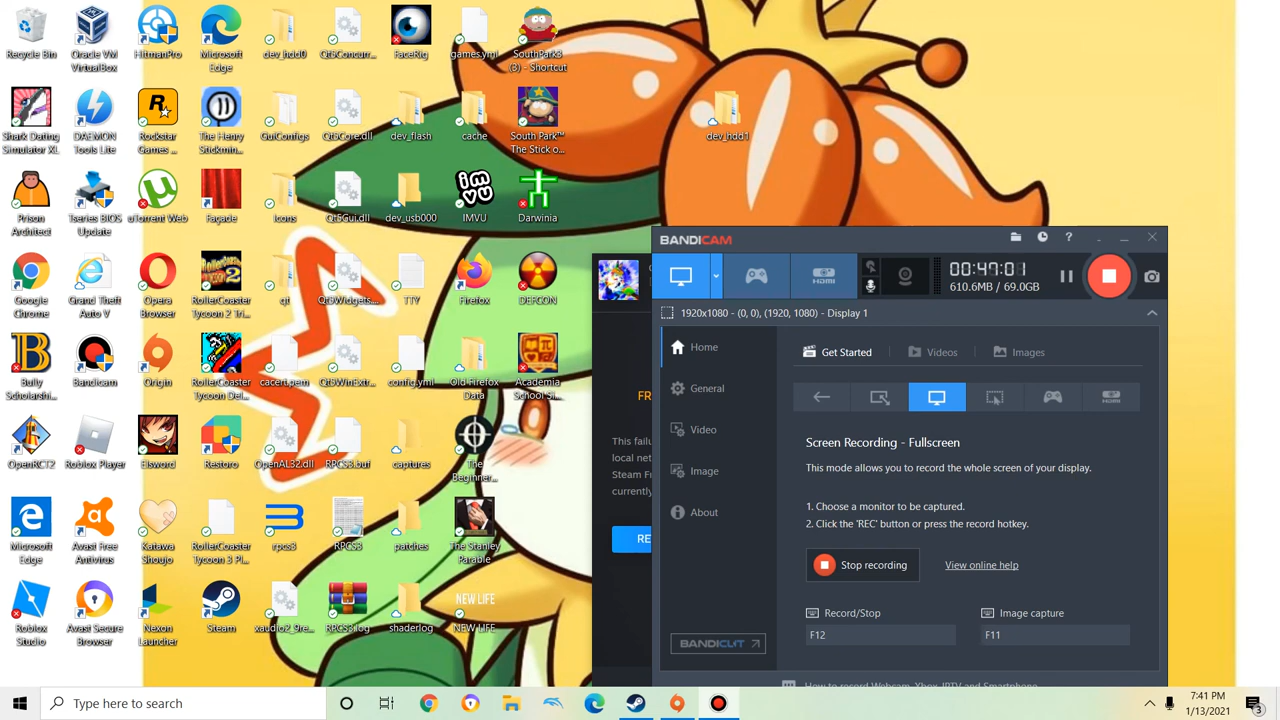 Recycle Bin
Oracle VM
VirtualBox
HitmanPro
Microsoft
Edge
dev_hdd0
Qt5Concurr...
FaceRig
games.yml
SouthPark3
(3) - Shortcut
Shark Dating
Simulator XL
DAEMON
Tools Lite
Rockstar
Games ...
The Henry
Stickmin...
GuiConfigs
Qt5Core.dll
dev_flash
cache
South Park™
The Stick o...
dev_hdd1
Prison
Architect
Tseries BIOS
Update
uTorrent Web
Façade
Icons
Qt5Gui.dll
dev_usb000
IMVU
Darwinia
Google
Chrome
Grand Theft
Auto V
Opera
Browser
RollerCoaster
Tycoon 2 Tri...
qt
Qt5Widgets....
TTY
Firefox
DEFCON
Bully
Scholarshi...
Bandicam
Origin
RollerCoaster
Tycoon Del...
cacert.pem
Qt5WinExtr...
config.yml
Old Firefox
Data
Academia
School Si...
OpenRCT2
Roblox Player
Elsword
Restoro
OpenAL32.dll
RPCS3.buf
captures
The
Beginner...
Microsoft
Edge
Avast Free
Antivirus
Katawa
Shoujo
RollerCoaster
Tycoon 3 Pl...
rpcs3
RPCS3
patches
The Stanley
Parable
Roblox
Studio
Avast Secure
Browser
Nexon
Launcher
Steam
xaudio2_9re...
RPCS3.log
shaderlog
NEW LIFE
NEW LIFE
FR
This failu
local net
Steam Fr
currently
RE
BANDICAM
00:41:01
610.6MB / 69.0GB
1920x1080 - (0, 0), (1920, 1080) - Display 1
Home
General
Video
Image
About
Get Started
Videos
Images
HDMI
Screen Recording - Fullscreen
This mode allows you to record the whole screen of your display.
1. Choose a monitor to be captured.
2. Click the 'REC' button or press the record hotkey.
Stop recording
View online help
Record/Stop
F12
Image capture
F11
BANDICUT
How to record Webcam, Xbox, IPTV and Smartphone
Type here to search
7:41 PM
1/13/2021
3